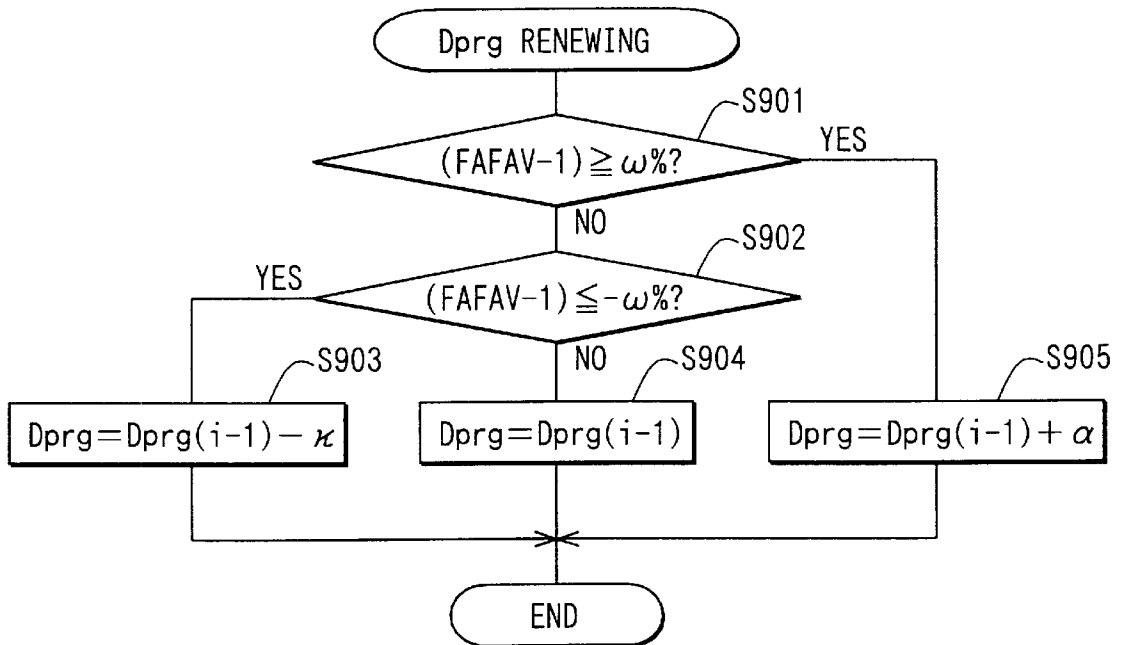 Dprg RENEWING
S901
(FAFAV-1)≧ω%?
YES
NO
S902
YES
(FAFAV-1)≦-ω%?
NO
S903
S904
S905
Dprg=Dprg(i-1)-κ
Dprg=Dprg(i-1)
Dprg=Dprg(i-1)+α
END